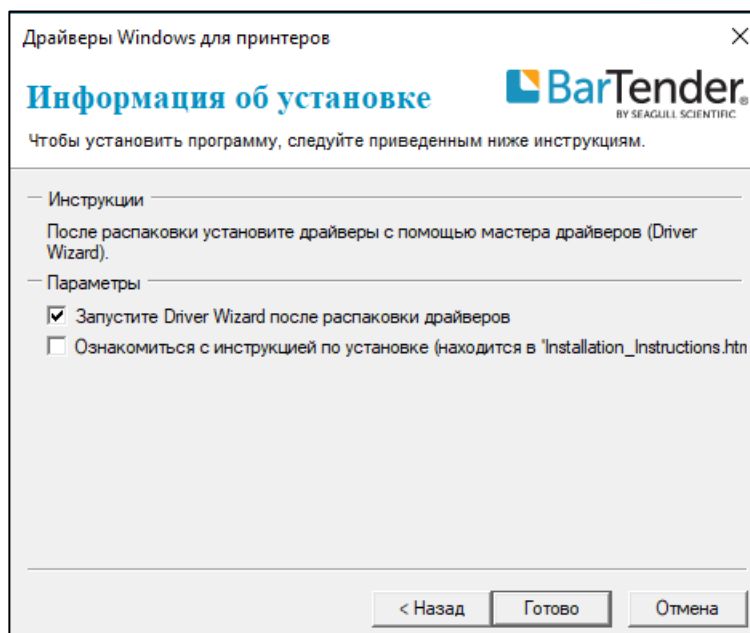 Драйверы Windows для принтеров
Информация об установке
BarTender®
BY SEAGULL SCIENTIFIC
Чтобы установить программу, следуйте приведенным ниже инструкциям.
Инструкции
После распаковки установите драйверы с помощью мастера драйверов (Driver
Wizard).
Параметры
Запустите Driver Wizard после распаковки драйверов
Ознакомиться с инструкцией по установке (находится в 'Installation_Instructions.htm
< Назад
Готово
Отмена